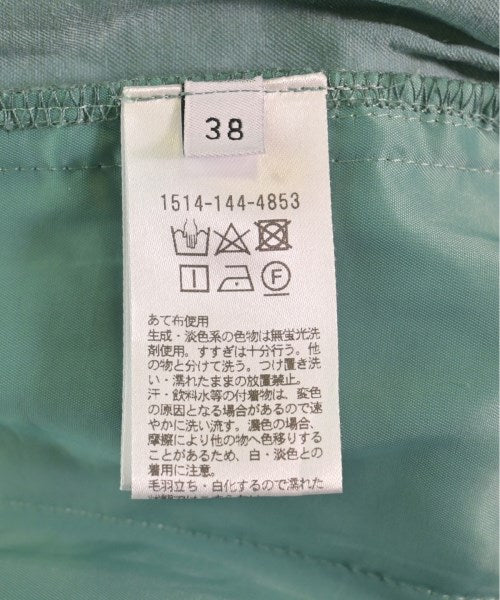 38
1514-144-4853
F
あて布使用
生成・淡色系の色物は無蛍光洗
剤使用。すすぎは十分行う。他
の物と分けて洗う。つけ置き洗
い・濡れたままの放置禁止。
汗・飲料水等の付着物は、変色
の原因となる場合があるので速
やかに洗い流す。濃色の場合、
摩擦により他の物へ色移りする
ことがあるため、白・淡色との
着用に注意。
毛羽立ち・白化するので濡れた